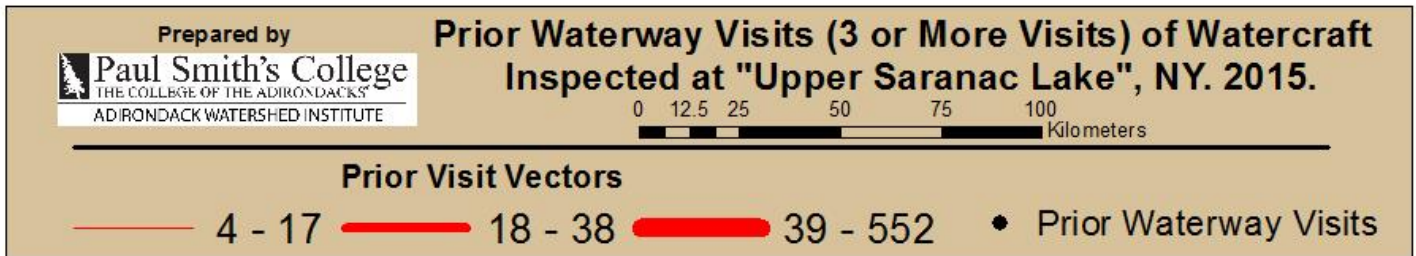 Prepared by
Paul Smith's College
THE COLLEGE OF THE ADIRONDACKS
ADIRONDACK WATERSHED INSTITUTE
Prior Waterway Visits (3 or More Visits) of Watercraft
Inspected at "Upper Saranac Lake", NY. 2015.
0 12.5 25 50 75 100
Kilometers
Prior Visit Vectors
4 - 17 18 - 38 39 - 552 Prior Waterway Visits